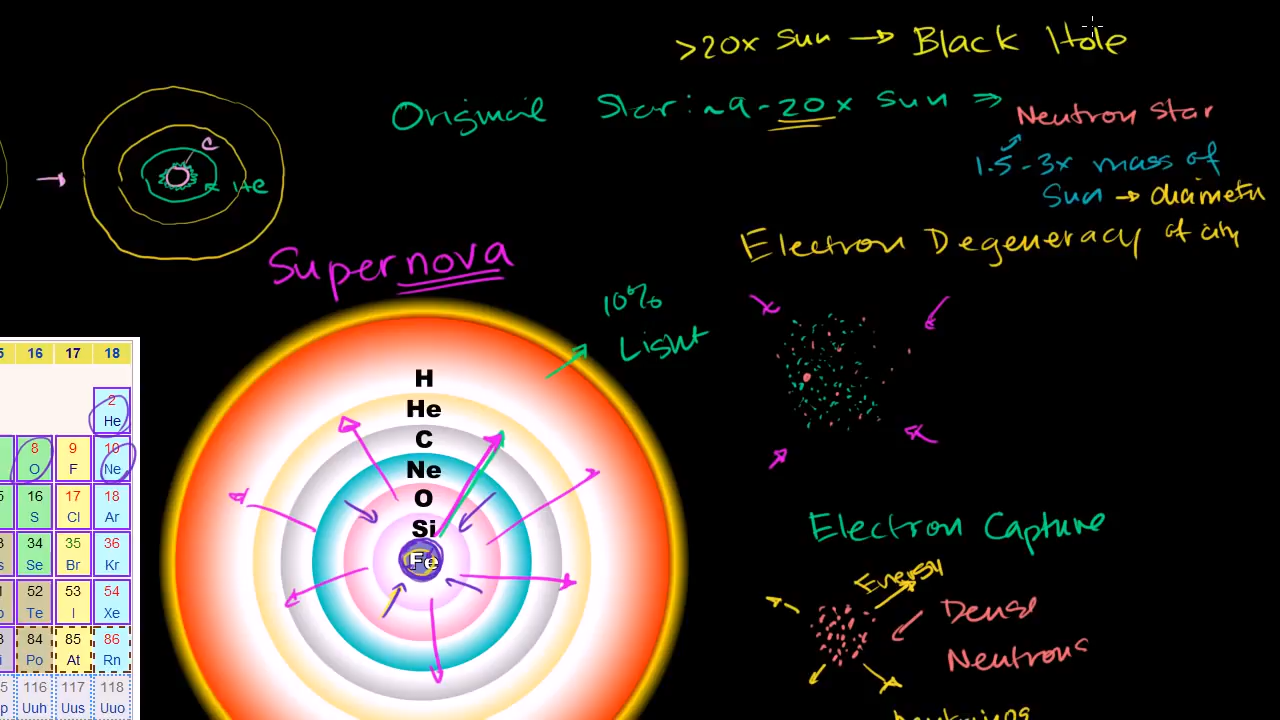 >20x Sun → Black Hole
Original Star: ~9-20x Sun ⇒
Neutron Star
1.5-3x mass of
Sun → diameter
of city
C
He
Supernova
Electron Degeneracy
10%
Light
H
He
C
Ne
O
Si
Fe
Electron Capture
Energy
Dense
Neutrons
16 17 18
2
He
8 9 10
O F Ne
16 17 18
S Cl Ar
34 35 36
Se Br Kr
52 53 54
Te I Xe
84 85 86
Po At Rn
116 117 118
Uuh Uus Uuo